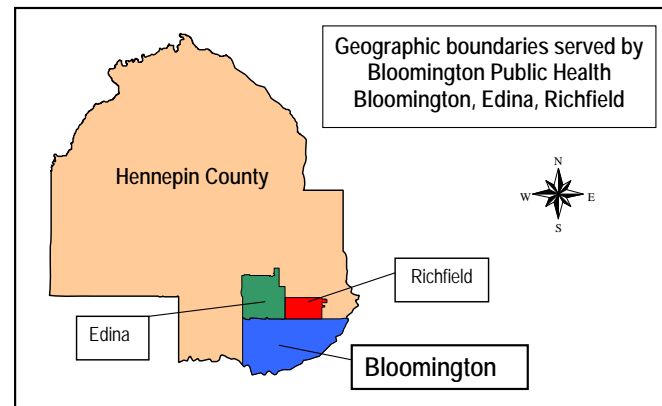 Geographic boundaries served by
Bloomington Public Health
Bloomington, Edina, Richfield
Hennepin County
N
W
E
S
Richfield
Edina
Bloomington